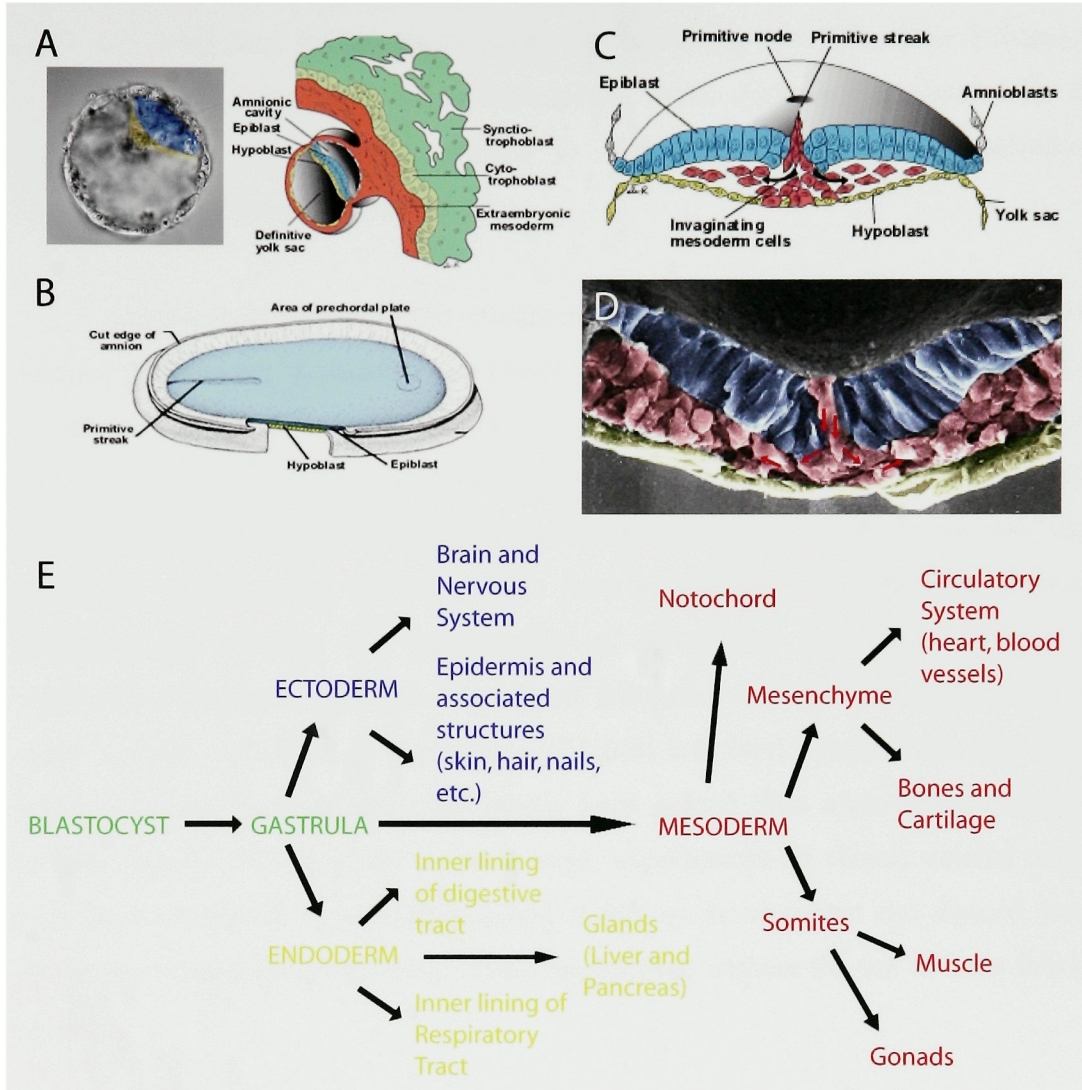 A
Amnionic
cavity
Epiblast
Hypoblast
Definitive
yolk sac
Synctio-
trophoblast
Cyto-
trophoblast
Extraembryonic
mesoderm
B
Area of prechordal plate
Cut edge of
amnion
Primitive
streak
Hypoblast
Epiblast
C
Primitive node
Primitive streak
Epiblast
Amnioblasts
Invaginating
mesoderm cells
Hypoblast
Yolk sac
D
E
Brain and
Nervous
System
ECTODERM
Epidermis and
associated
structures
(skin, hair, nails,
etc.)
BLASTOCYST
GASTRULA
Inner lining
of digestive
tract
ENDODERM
Glands
(Liver and
Pancreas)
Inner lining of
Respiratory
Tract
Notochord
Circulatory
System
(heart, blood
vessels)
Mesenchyme
Bones and
Cartilage
MESODERM
Somites
Muscle
Gonads